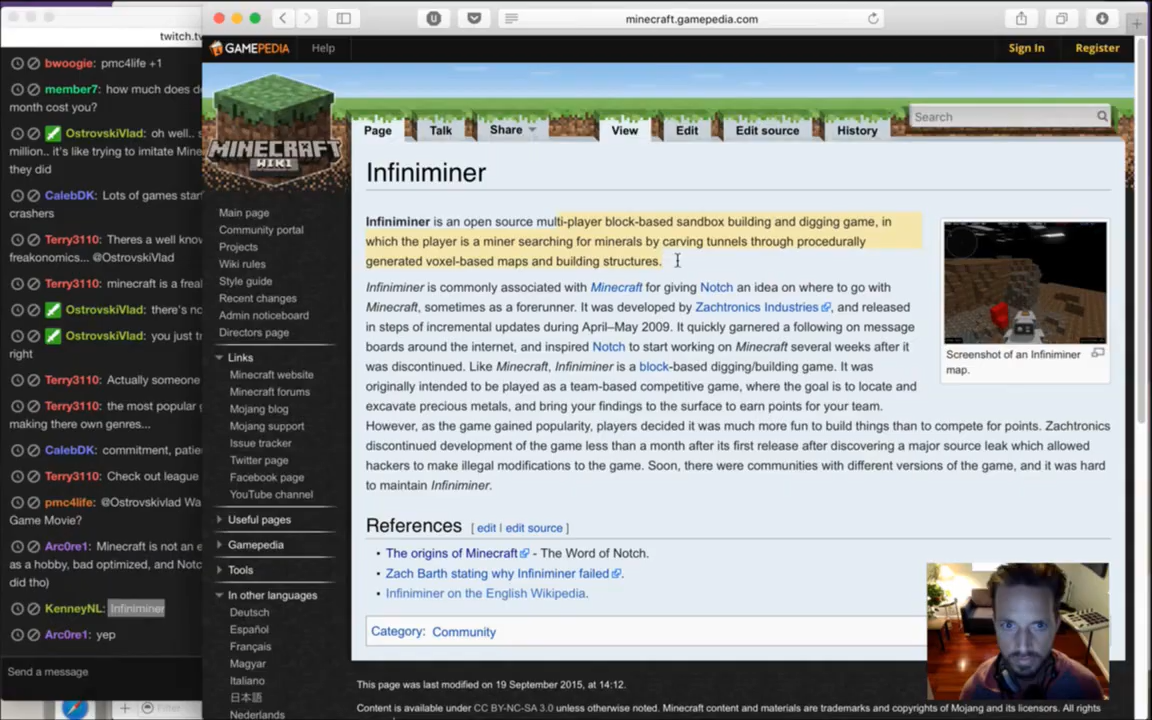 twitch.tv
bwoogie: pmc4life +1
member7: how much does
month cost you?
OstrovskiVlad: oh well..
million.. it's like trying to imitate
they did
CalebDK: Lots of games
crashers
Terry3110: Theres a well
freakonomics... @OstrovskiVlad
Terry3110: minecraft is a
OstrovskiVlad: there's
OstrovskiVlad: you just
right
Terry3110: Actually someone
Terry3110: the most popular
making there own genres...
CalebDK: commitment,
Terry3110: Check out league
pmc4life: @Ostrovskivlad
Game Movie?
Arc0re1: Minecraft is not an
as a hobby, bad optimized, and
did tho)
KenneyNL: Infiniminer
Arc0re1: yep
Send a message
Filter
minecraft.gamepedia.com
GAMEPEDIA
Help
Sign In
Register
MINECRAFT
WIKI
Page
Talk
Share
View
Edit
Edit source
History
Search
Main page
Community portal
Projects
Wiki rules
Style guide
Recent changes
Admin noticeboard
Directors page
Links
Minecraft website
Minecraft forums
Mojang blog
Mojang support
Issue tracker
Twitter page
Facebook page
YouTube channel
Useful pages
Gamepedia
Tools
In other languages
Deutsch
Español
Français
Magyar
Italiano
日本語
Nederlands
Infiniminer
Infiniminer is an open source multi-player block-based sandbox building and digging game, in
which the player is a miner searching for minerals by carving tunnels through procedurally
generated voxel-based maps and building structures.
Infiniminer is commonly associated with Minecraft for giving Notch an idea on where to go with
Minecraft, sometimes as a forerunner. It was developed by Zachtronics Industries, and released
in steps of incremental updates during April–May 2009. It quickly garnered a following on message
boards around the internet, and inspired Notch to start working on Minecraft several weeks after it
was discontinued. Like Minecraft, Infiniminer is a block-based digging/building game. It was
originally intended to be played as a team-based competitive game, where the goal is to locate and
excavate precious metals, and bring your findings to the surface to earn points for your team.
However, as the game gained popularity, players decided it was much more fun to build things than to compete for points. Zachtronics
discontinued development of the game less than a month after its first release after discovering a major source leak which allowed
hackers to make illegal modifications to the game. Soon, there were communities with different versions of the game, and it was hard
to maintain Infiniminer.
Screenshot of an Infiniminer
map.
References [ edit | edit source ]
• The origins of Minecraft - The Word of Notch.
• Zach Barth stating why Infiniminer failed.
• Infiniminer on the English Wikipedia.
Category: Community
This page was last modified on 19 September 2015, at 14:12.
Content is available under CC BY-NC-SA 3.0 unless otherwise noted. Minecraft content and materials are trademarks and copyrights of Mojang and its licensors. All rights